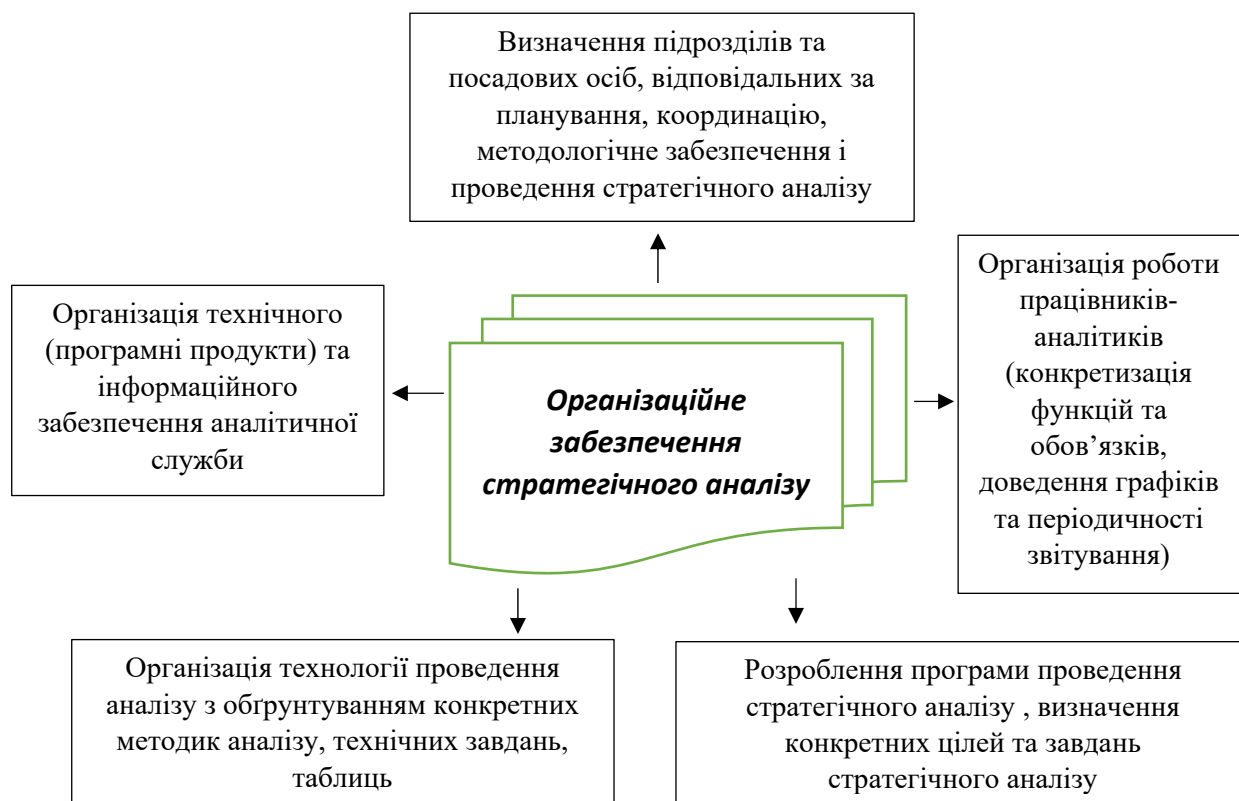 Визначення підрозділів та
посадових осіб, відповідальних за
планування, координацію,
методологічне забезпечення і
проведення стратегічного аналізу
Організація технічного
(програмні продукти) та
інформаційного
забезпечення аналітичної
служби
Організаційне
забезпечення
стратегічного аналізу
Організація роботи
працівників-
аналітиків
(конкретизація
функцій та
обов’язків,
доведення графіків
та періодичності
звітування)
Організація технології проведення
аналізу з обґрунтуванням конкретних
методик аналізу, технічних завдань,
таблиць
Розроблення програми проведення
стратегічного аналізу , визначення
конкретних цілей та завдань
стратегічного аналізу